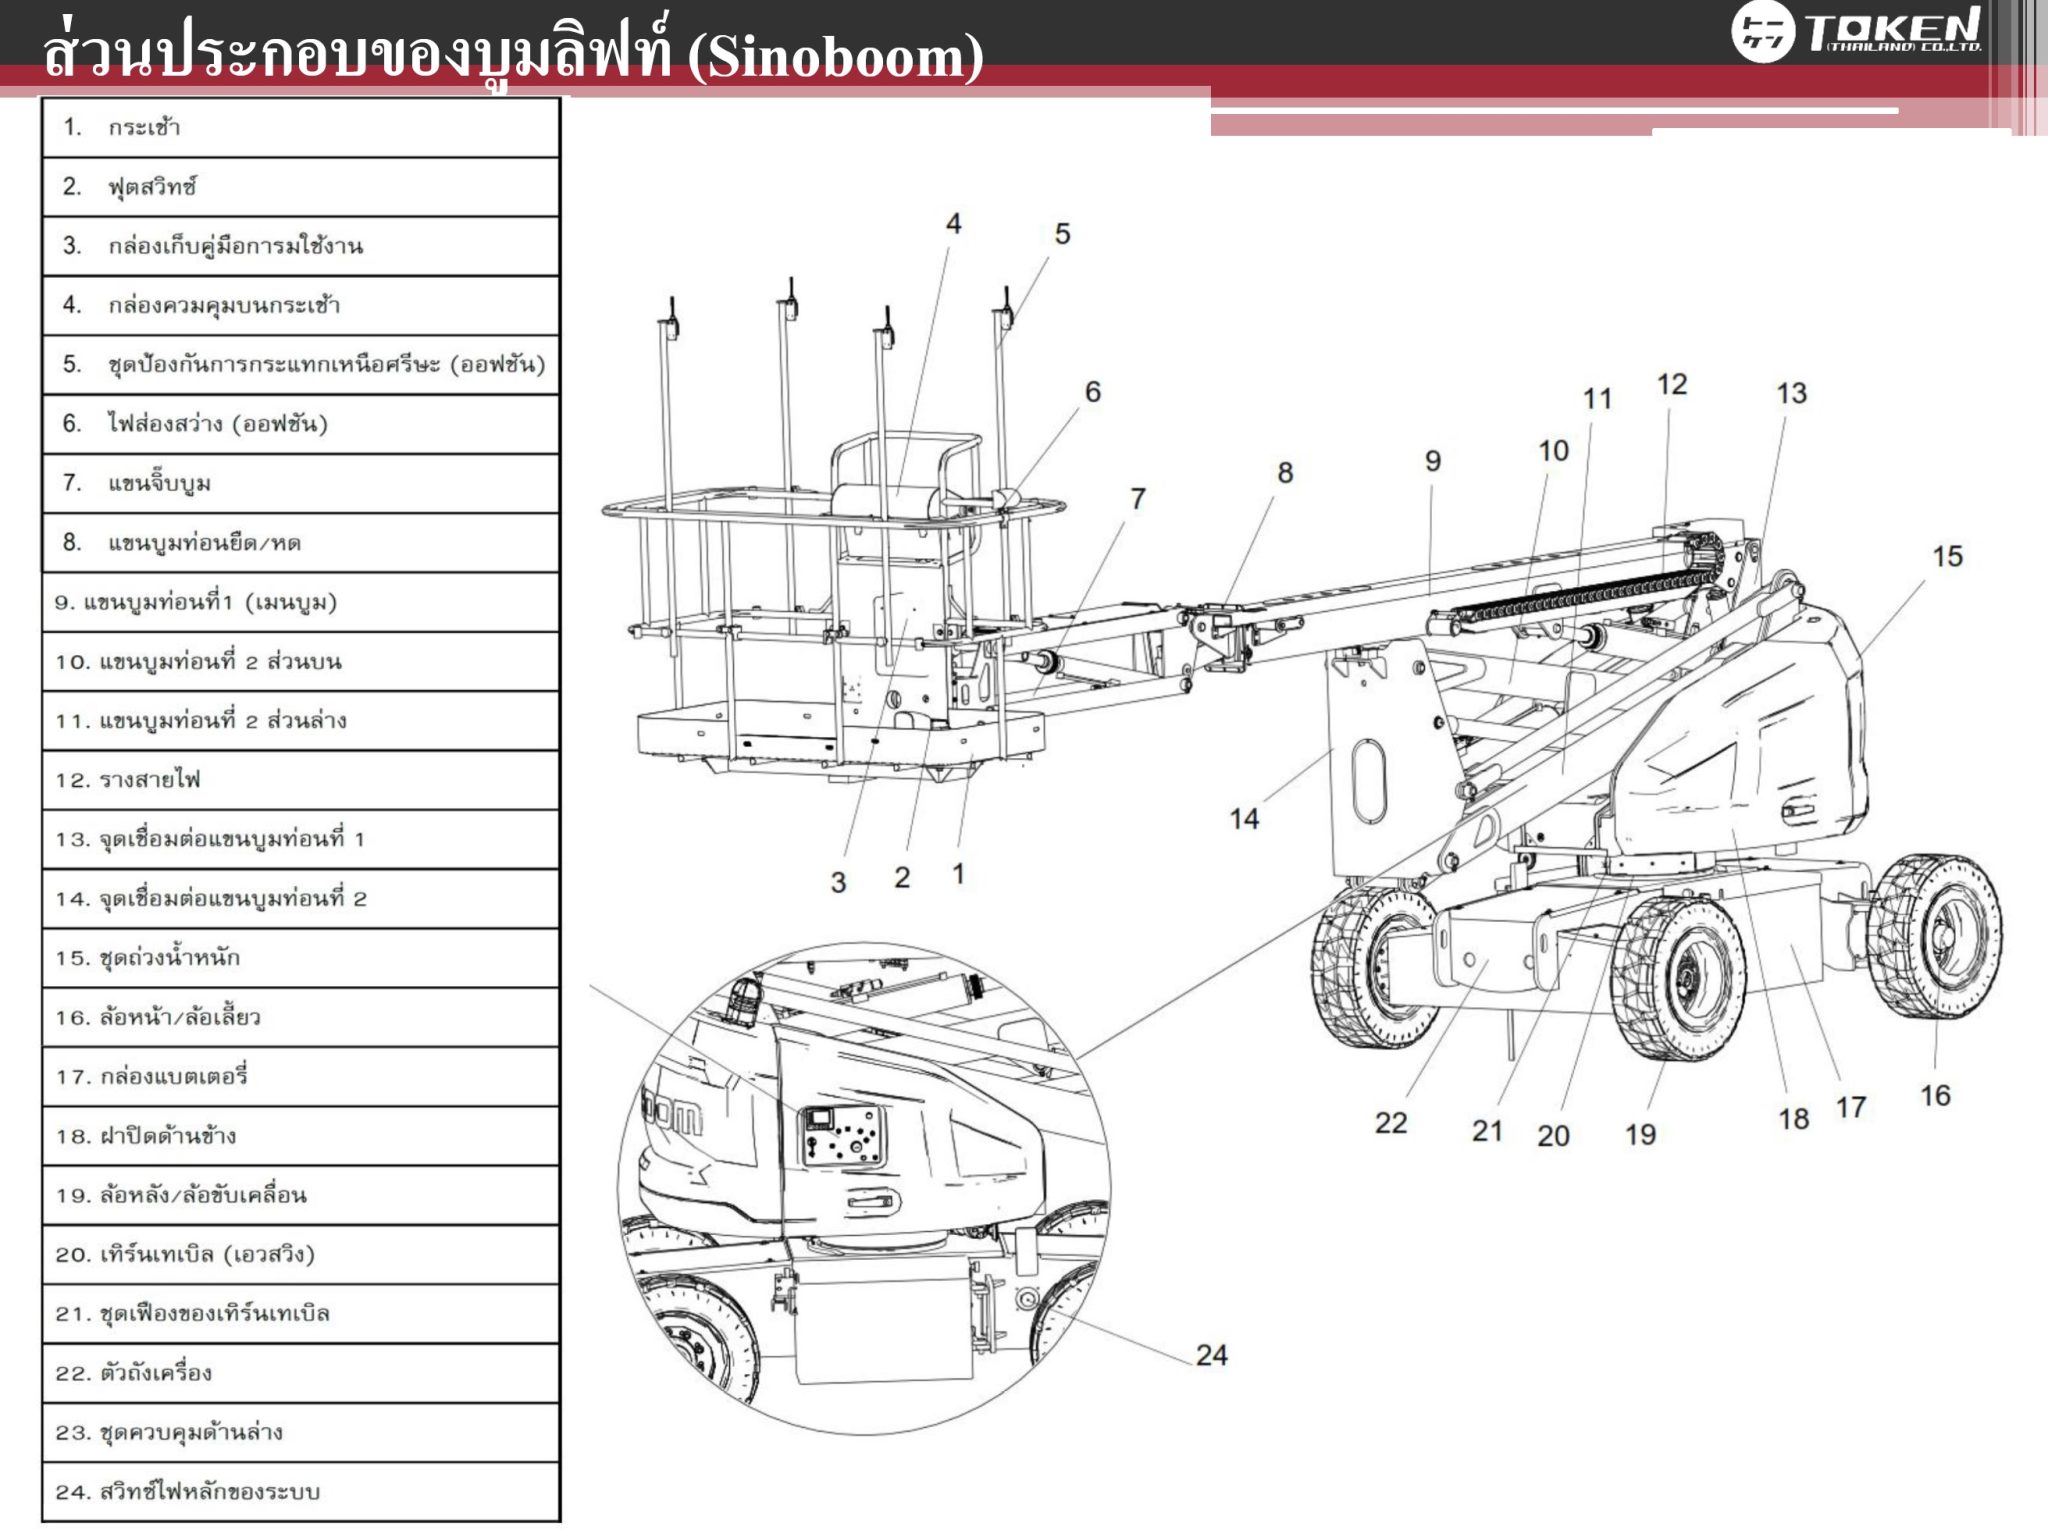 ส่วนประกอบของบูมลิฟท์ (Sinoboom)
TOKEN
(THAILAND) CO.,LTD.
1. กระเช้า
2. ฟุตสวิทช์
3. กล่องเก็บคู่มือการมใช้งาน
4. กล่องควมคุมบนกระเช้า
5. ชุดป้องกันการกระแทกเหนือศรีษะ (ออฟชัน)
6. ไฟส่องสว่าง (ออฟชัน)
7. แขนจิ๊บบูม
8. แขนบูมท่อนยืด/หด
9. แขนบูมท่อนที่1 (เมนบูม)
10. แขนบูมท่อนที่ 2 ส่วนบน
11. แขนบูมท่อนที่ 2 ส่วนล่าง
12. รางสายไฟ
13. จุดเชื่อมต่อแขนบูมท่อนที่ 1
14. จุดเชื่อมต่อแขนบูมท่อนที่ 2
15. ชุดถ่วงน้ำหนัก
16. ล้อหน้า/ล้อเลี้ยว
17. กล่องแบตเตอรี่
18. ฝาปิดด้านข้าง
19. ล้อหลัง/ล้อขับเคลื่อน
20. เทิร์นเทเบิล (เอวสวิง)
21. ชุดเฟืองของเทิร์นเทเบิล
22. ตัวถังเครื่อง
23. ชุดควบคุมด้านล่าง
24. สวิทช์ไฟหลักของระบบ
4
5
6
7
8
9
10
11
12
13
15
14
3
2
1
22
21
20
19
18
17
16
24
oom